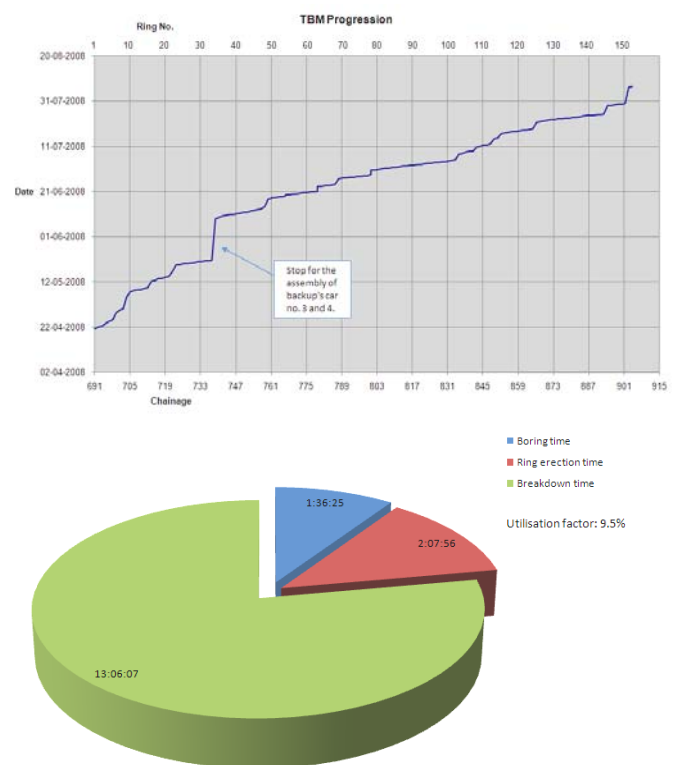 TBM Progression
Ring No.
1 10 20 30 40 50 60 70 80 90 100 110 120 130 140 150
20-08-2008
31-07-2008
11-07-2008
Date 21-06-2008
01-06-2008
12-05-2008
22-04-2008
02-04-2008
Stop for the
assembly of
backup's car
no. 3 and 4.
691 705 719 733 747 761 775 789 803 817 831 845 859 873 887 901 915
Chainage
Boring time
Ring erection time
Breakdown time
Utilisation factor: 9.5%
1:36:25
2:07:56
13:06:07